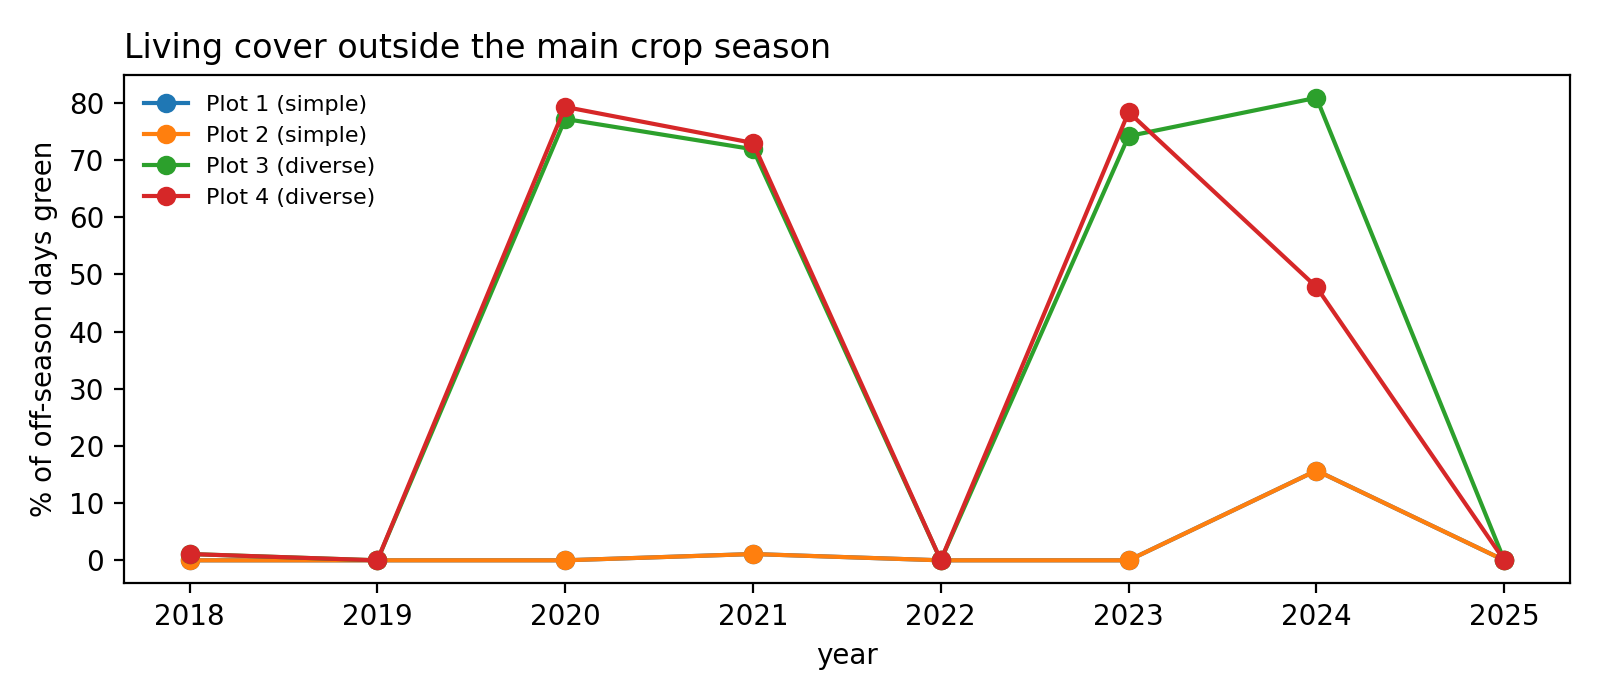 Living cover outside the main crop season
% of off-season days green
80
70
60
50
40
30
20
10
0
Plot 1 (simple)
Plot 2 (simple)
Plot 3 (diverse)
Plot 4 (diverse)
2018 2019 2020 2021 2022 2023 2024 2025
year